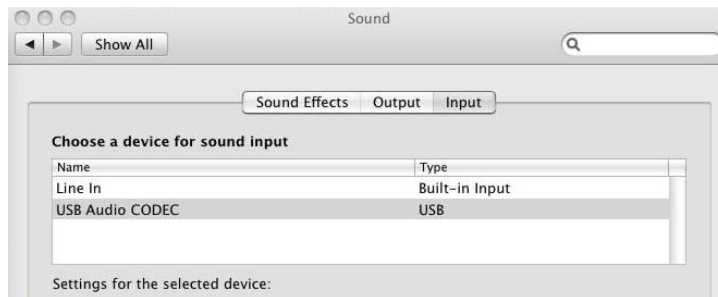 Sound
Show All
Sound Effects Output Input
Choose a device for sound input
Name Type
Line In Built-in Input
USB Audio CODEC USB
Settings for the selected device: